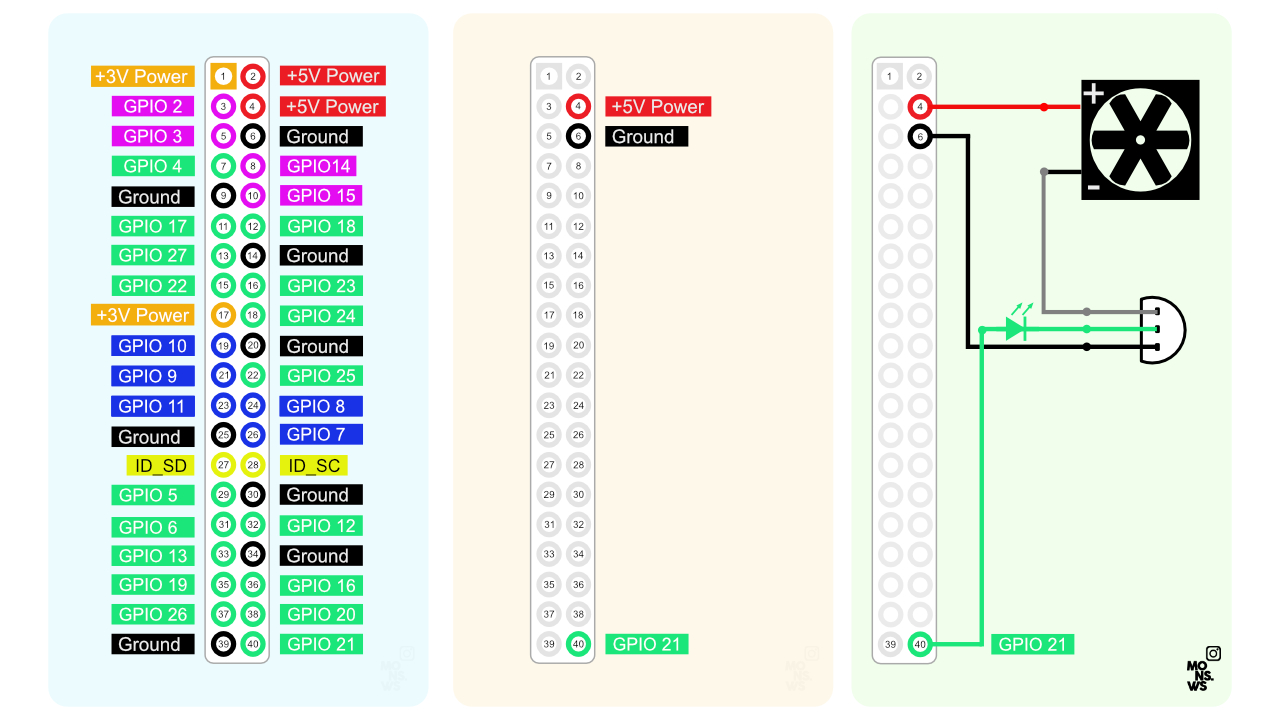 +3V Power 1 2 +5V Power
GPIO 2 3 4 +5V Power
GPIO 3 5 6 Ground
GPIO 4 7 8 GPIO14
Ground 9 10 GPIO 15
GPIO 17 11 12 GPIO 18
GPIO 27 13 14 Ground
GPIO 22 15 16 GPIO 23
+3V Power 17 18 GPIO 24
GPIO 10 19 20 Ground
GPIO 9 21 22 GPIO 25
GPIO 11 23 24 GPIO 8
Ground 25 26 GPIO 7
ID_SD 27 28 ID_SC
GPIO 5 29 30 Ground
GPIO 6 31 32 GPIO 12
GPIO 13 33 34 Ground
GPIO 19 35 36 GPIO 16
GPIO 26 37 38 GPIO 20
Ground 39 40 GPIO 21
1 2
3 4 +5V Power
5 6 Ground
7 8
9 10
11 12
13 14
15 16
17 18
19 20
21 22
23 24
25 26
27 28
29 30
31 32
33 34
35 36
37 38
39 40 GPIO 21
1 2
4 +
6
-
39 40 GPIO 21
MO
NS.
WS